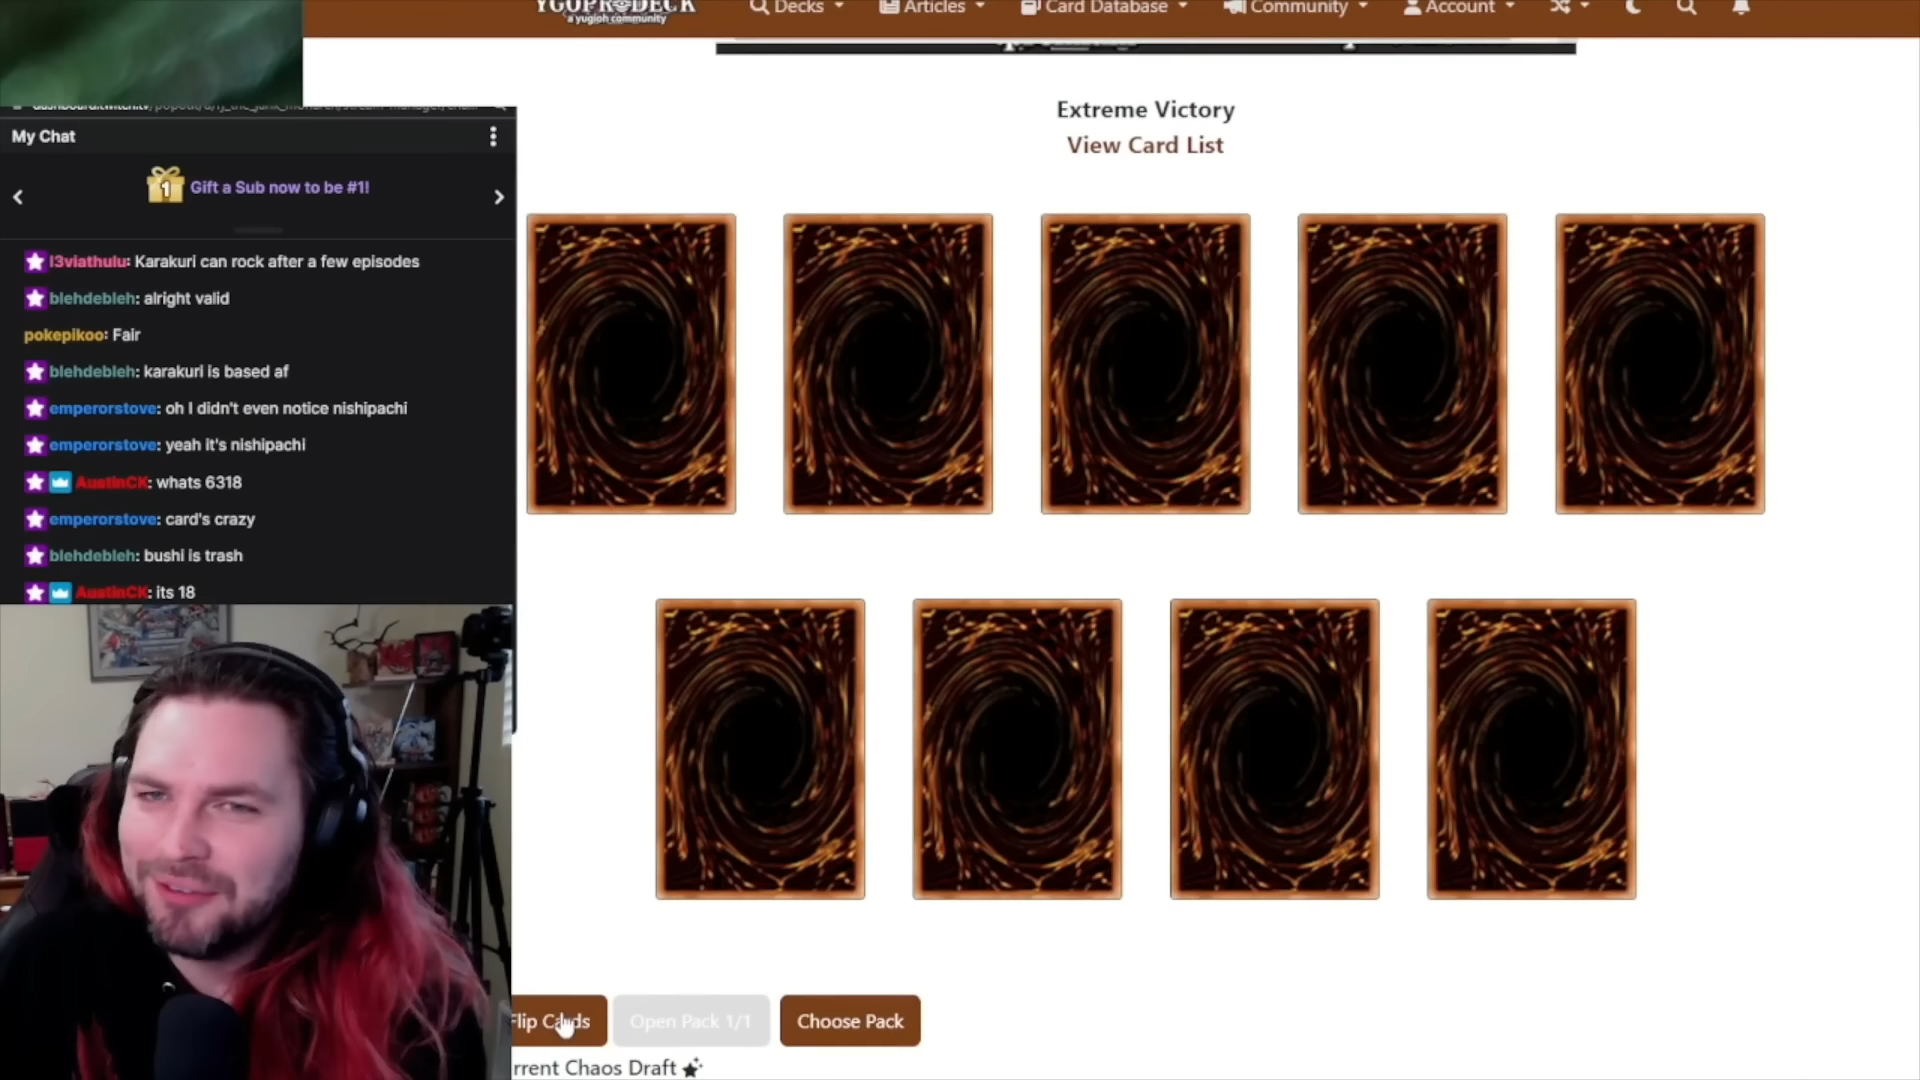 YGOPRODECK
a yugioh community
Decks
Articles
Card Database
Community
Account
My Chat
1
Gift a Sub now to be #1!
l3viathulu: Karakuri can rock after a few episodes
blehdebleh: alright valid
pokepikoo: Fair
blehdebleh: karakuri is based af
emperorstove: oh I didn't even notice nishipachi
emperorstove: yeah it's nishipachi
AustinCK: whats 6318
emperorstove: card's crazy
blehdebleh: bushi is trash
AustinCK: its 18
Extreme Victory
View Card List
Flip Cards
Open Pack 1/1
Choose Pack
rrent Chaos Draft